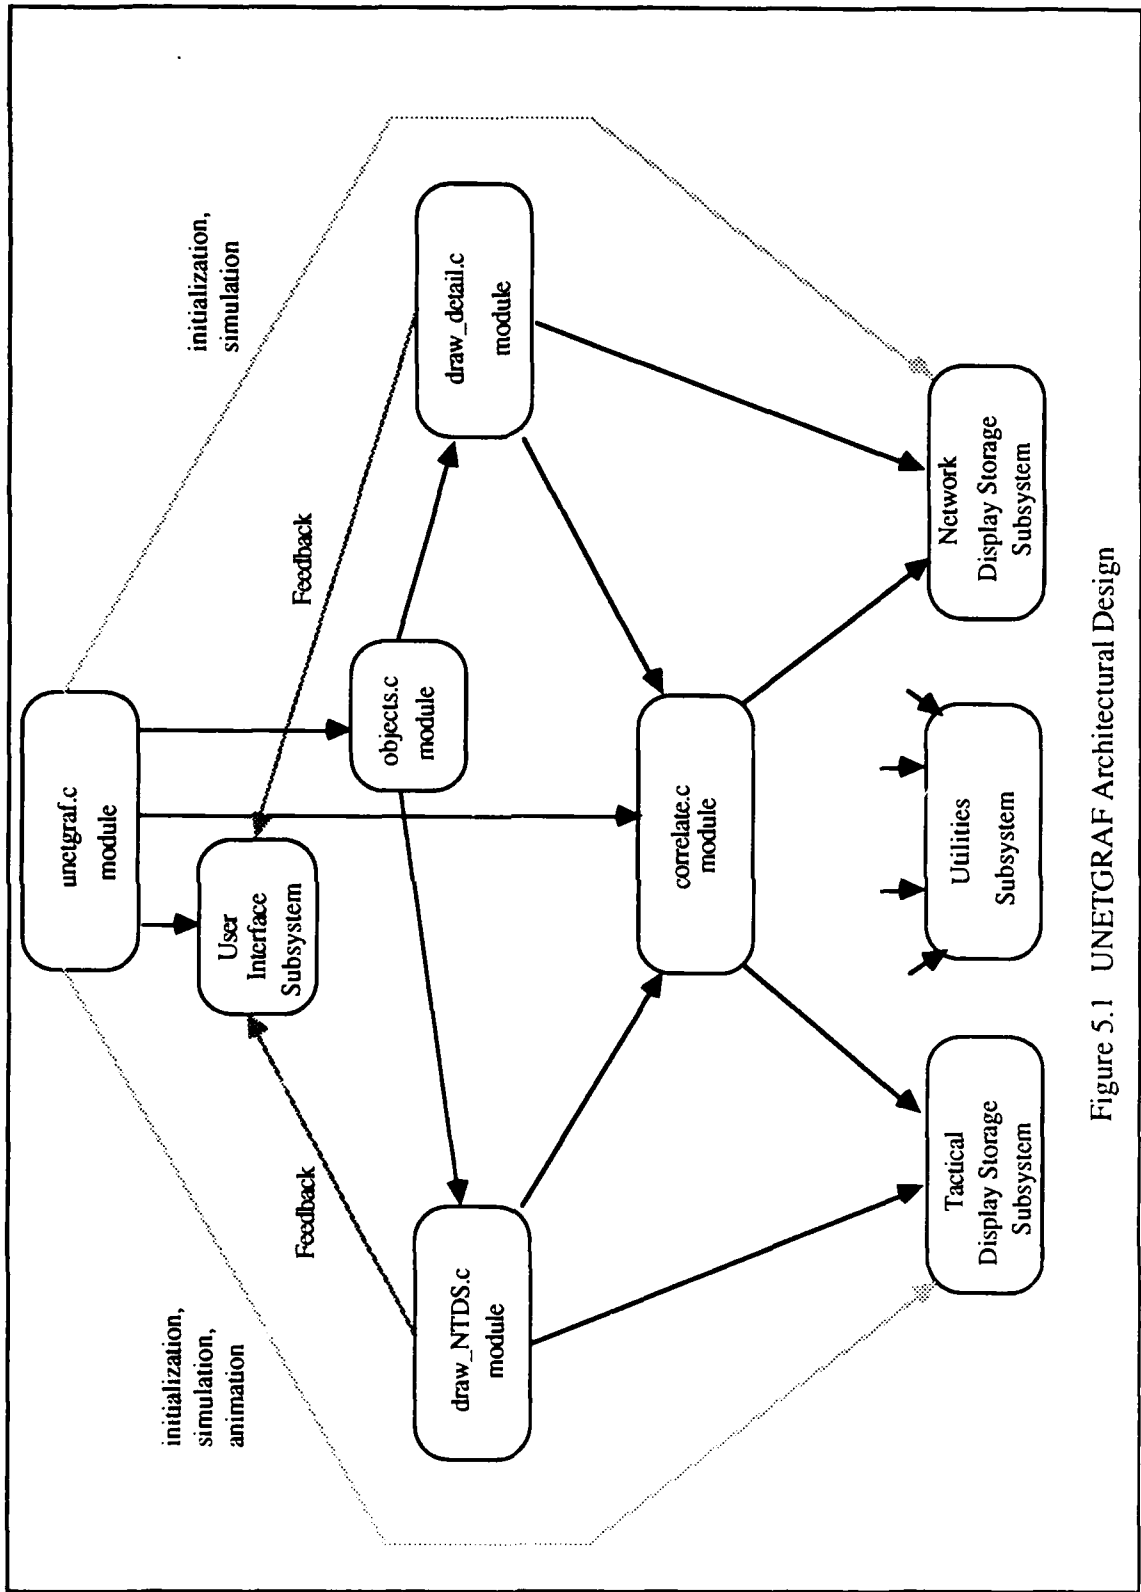 unetgraf.c
module
initialization,
simulation,
animation
initialization,
simulation
User
Interface
Subsystem
Feedback
Feedback
objects.c
module
draw_NTDS.c
module
draw_detail.c
module
correlate.c
module
Tactical
Display Storage
Subsystem
Utilities
Subsystem
Network
Display Storage
Subsystem
Figure 5.1 UNETGRAF Architectural Design